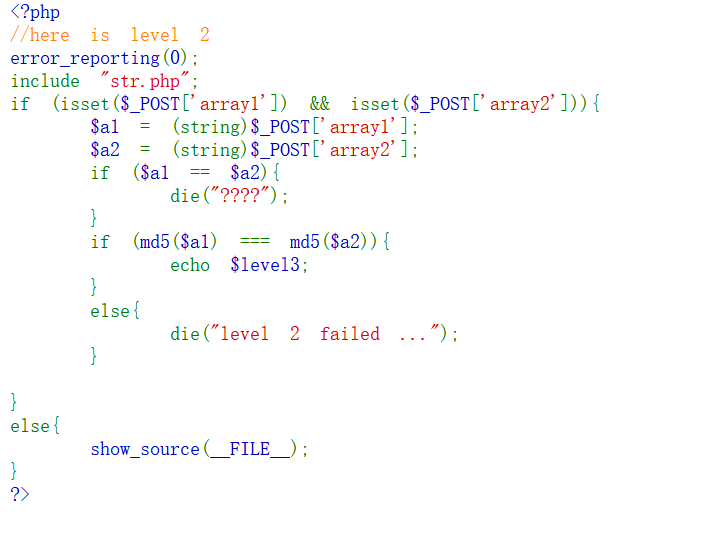 <?php
//here is level 2
error_reporting(0);
include "str.php";
if (isset($_POST['array1']) && isset($_POST['array2'])){
        $a1 = (string)$_POST['array1'];
        $a2 = (string)$_POST['array2'];
        if ($a1 == $a2){
                die("????");
        }
        if (md5($a1) === md5($a2)){
                echo $level3;
        }
        else{
                die("level 2 failed ...");
        }

}
else{
        show_source(__FILE__);
}
?>